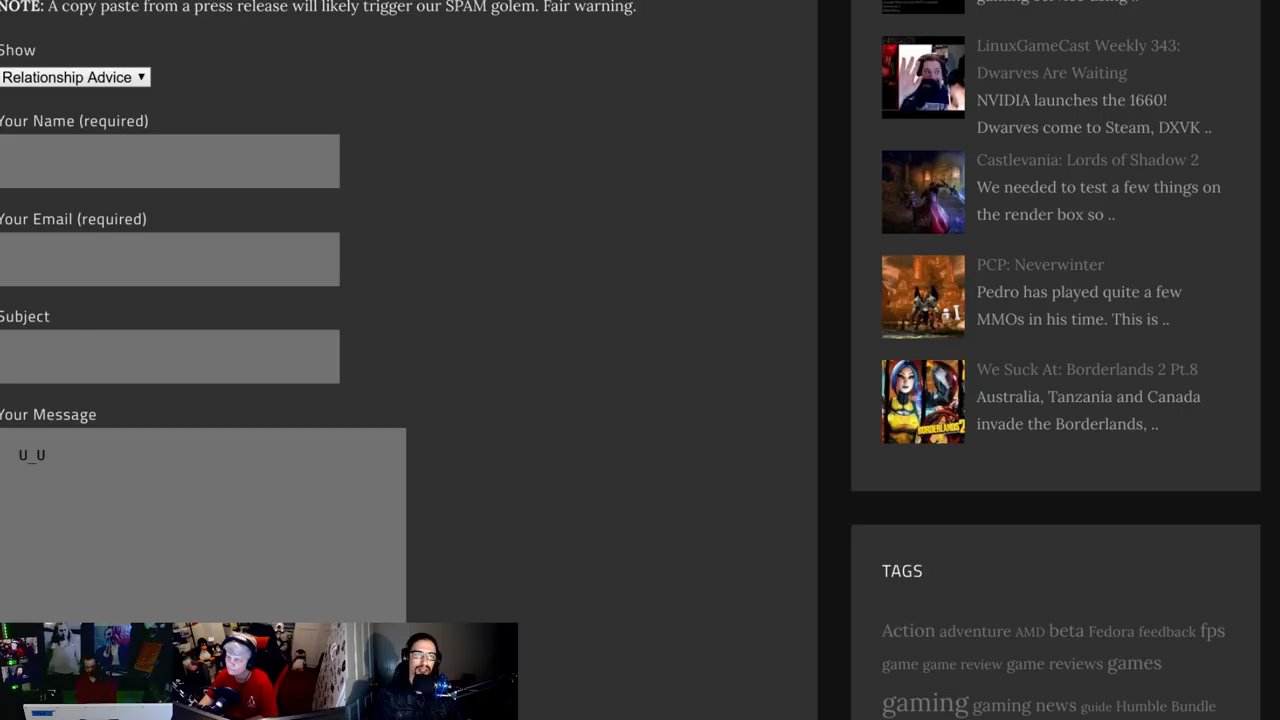 NOTE: A copy paste from a press release will likely trigger our SPAM golem. Fair warning.
Show
Relationship Advice
Your Name (required)
Your Email (required)
Subject
Your Message
U_U
gaming service using ..
LinuxGameCast Weekly 343:
Dwarves Are Waiting
NVIDIA launches the 1660!
Dwarves come to Steam, DXVK ..
Castlevania: Lords of Shadow 2
We needed to test a few things on
the render box so ..
PCP: Neverwinter
Pedro has played quite a few
MMOs in his time. This is ..
We Suck At: Borderlands 2 Pt.8
Australia, Tanzania and Canada
invade the Borderlands, ..
TAGS
Action adventure AMD beta Fedora feedback fps
game game review game reviews games
gaming gaming news guide Humble Bundle